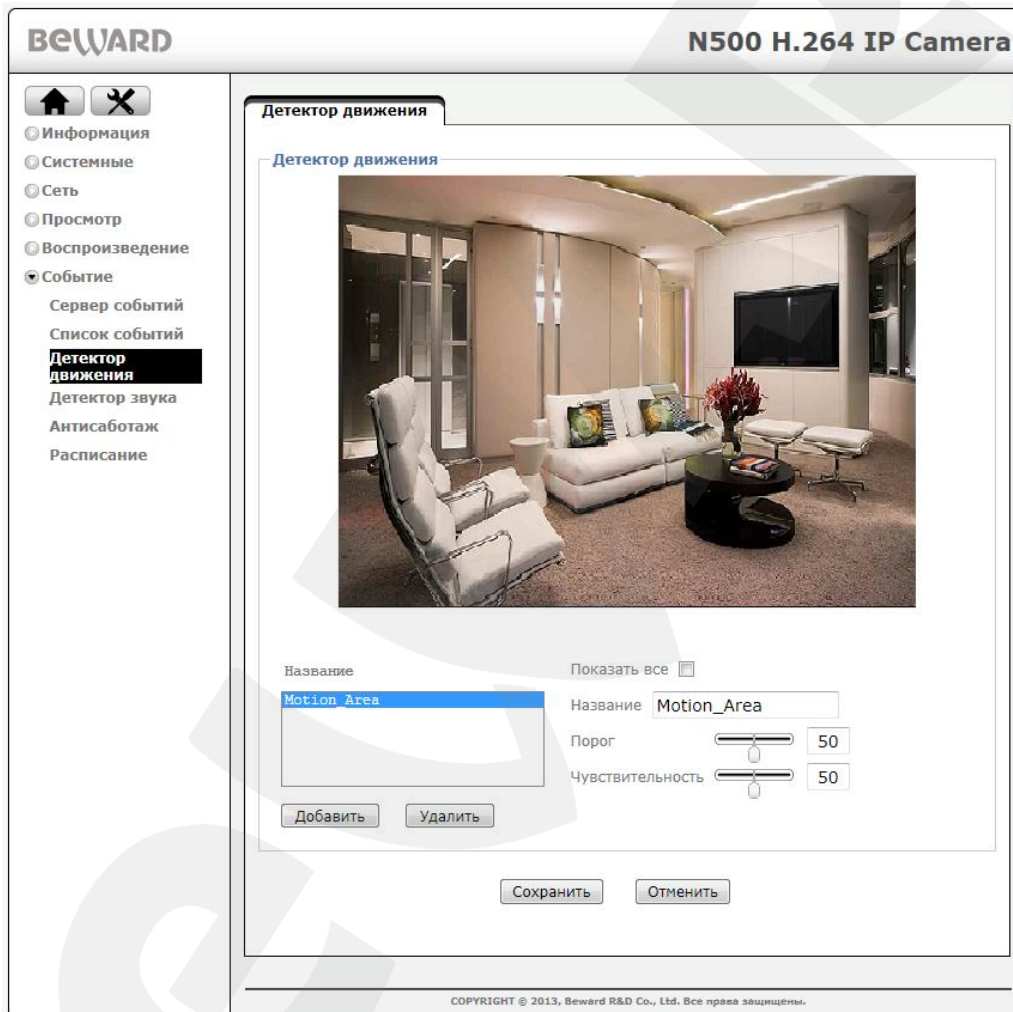 BEWARD
N500 H.264 IP Camera
Информация
Системные
Сеть
Просмотр
Воспроизведение
Событие
Сервер событий
Список событий
Детектор
движения
Детектор звука
Антисаботаж
Расписание
Детектор движения
Детектор движения
Название
Motion_Area
Показать все
Название Motion_Area
Порог 50
Чувствительность 50
Добавить Удалить
Сохранить Отменить
COPYRIGHT © 2013, Beward R&D Co., Ltd. Все права защищены.